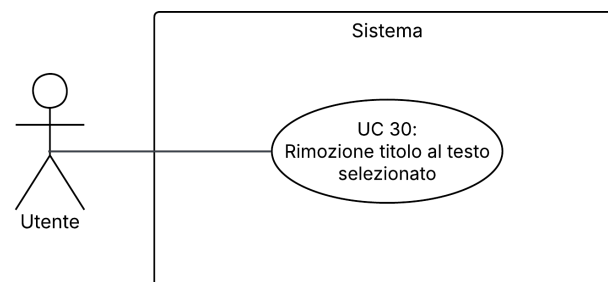 Sistema
UC 30:
Rimozione titolo al testo
selezionato
Utente